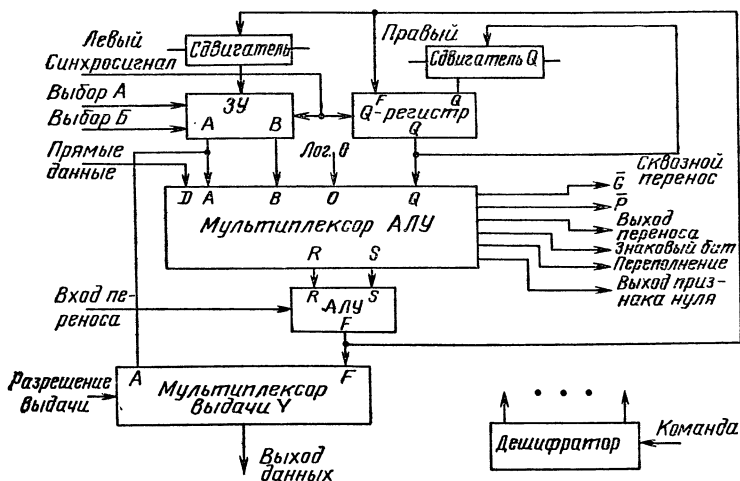 Левый
Сдвигатель
Правый
Сдвигатель Q
Синхросигнал
Выбор А
Выбор Б
ЗУ
A B
F Q
Q-регистр
Q
Лог. 0
Прямые
данные
D A B 0 Q
Мультиплексор АЛУ
R S
Сквозной
перенос
G̅
P̅
Выход
переноса
Знаковый бит
Переполнение
Выход приз-
нака нуля
Вход пе-
реноса
R S
АЛУ
F
A F
Мультиплексор
выдачи Y
Разрешение
выдачи
Выход
данных
Дешифратор
Команда